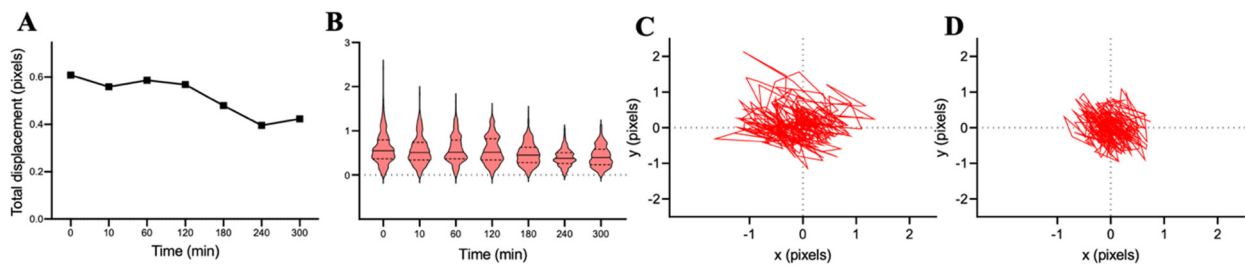 A
Total displacement (pixels)
0.6
0.4
0.2
0.0
0 10 60 120 180 240 300
Time (min)
B
3
2
1
0
0 10 60 120 180 240 300
Time (min)
C
y (pixels)
2
1
0
-1
-2
-1 0 1 2
x (pixels)
D
y (pixels)
2
1
0
-1
-2
-1 0 1 2
x (pixels)